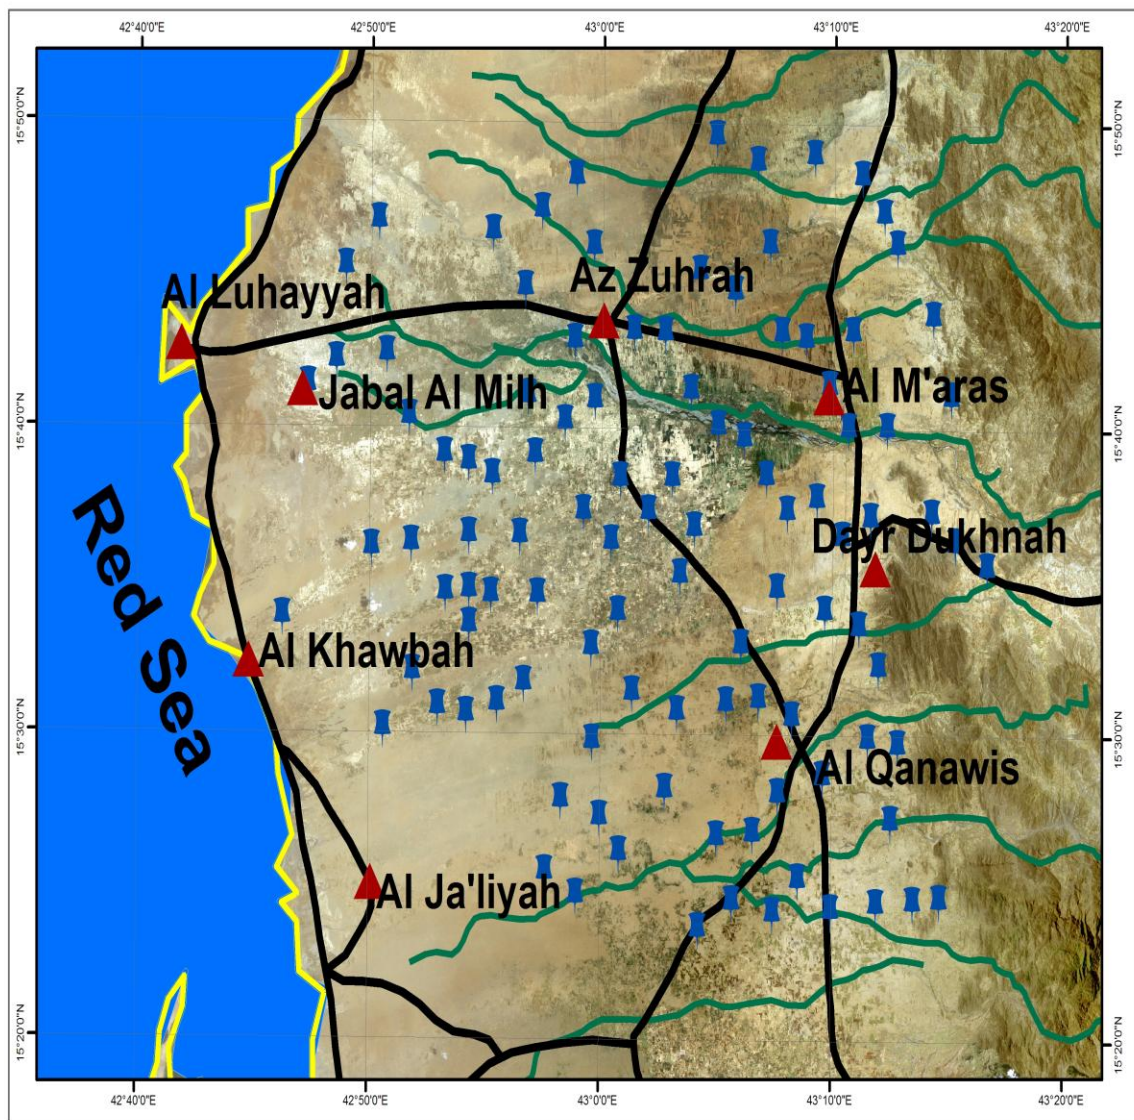 42°40'0"E
42°50'0"E
43°0'0"E
43°10'0"E
43°20'0"E
15°50'0"N
15°50'0"N
Az Zuhrah
Al Luhayyah
Jabal Al Milh
Al M'aras
15°40'0"N
15°40'0"N
Red Sea
Dayr Dukhnah
Al Khawbah
15°30'0"N
15°30'0"N
Al Qanawis
Al Ja'liyah
15°20'0"N
15°20'0"N
42°40'0"E
42°50'0"E
43°0'0"E
43°10'0"E
43°20'0"E